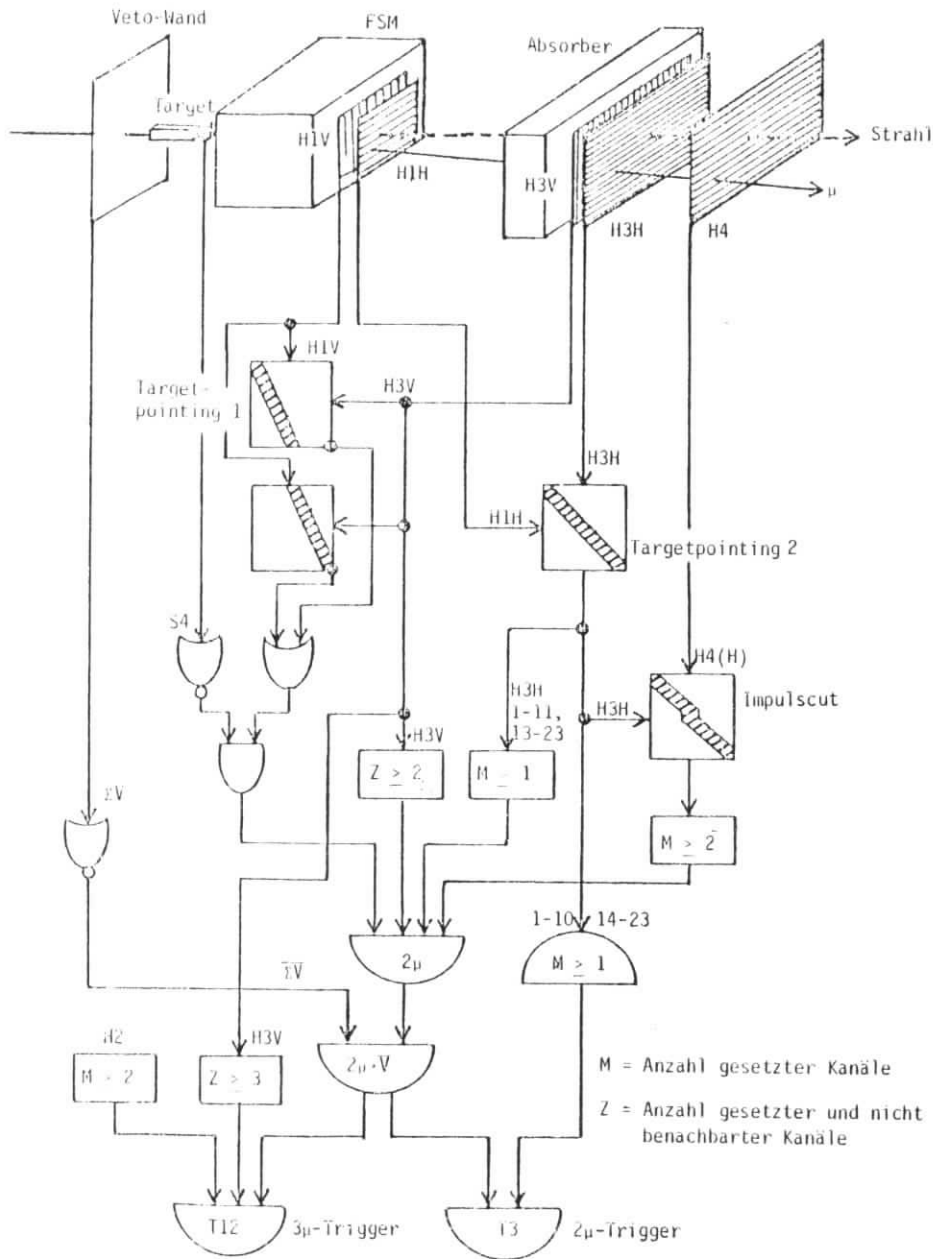 Veto-Wand
FSM
Absorber
Target
H1V
H1H
H3V
H3H
H4
Strahl
μ
H1V
Target-
pointing 1
H3V
H3H
H1H
Targetpointing 2
S4
H4(H)
H3H
1-11,
13-23
H3H
Impulscut
H3V
Z ≥ 2
M 1
ΣV
M ≥ 2
1-10
14-23
2μ
M ≥ 1
Σ̅V̅
H2
H3V
2μ·V
M 2
Z ≥ 3
M = Anzahl gesetzter Kanäle
Z = Anzahl gesetzter und nicht
benachbarter Kanäle
T12
3μ-Trigger
T3
2μ-Trigger